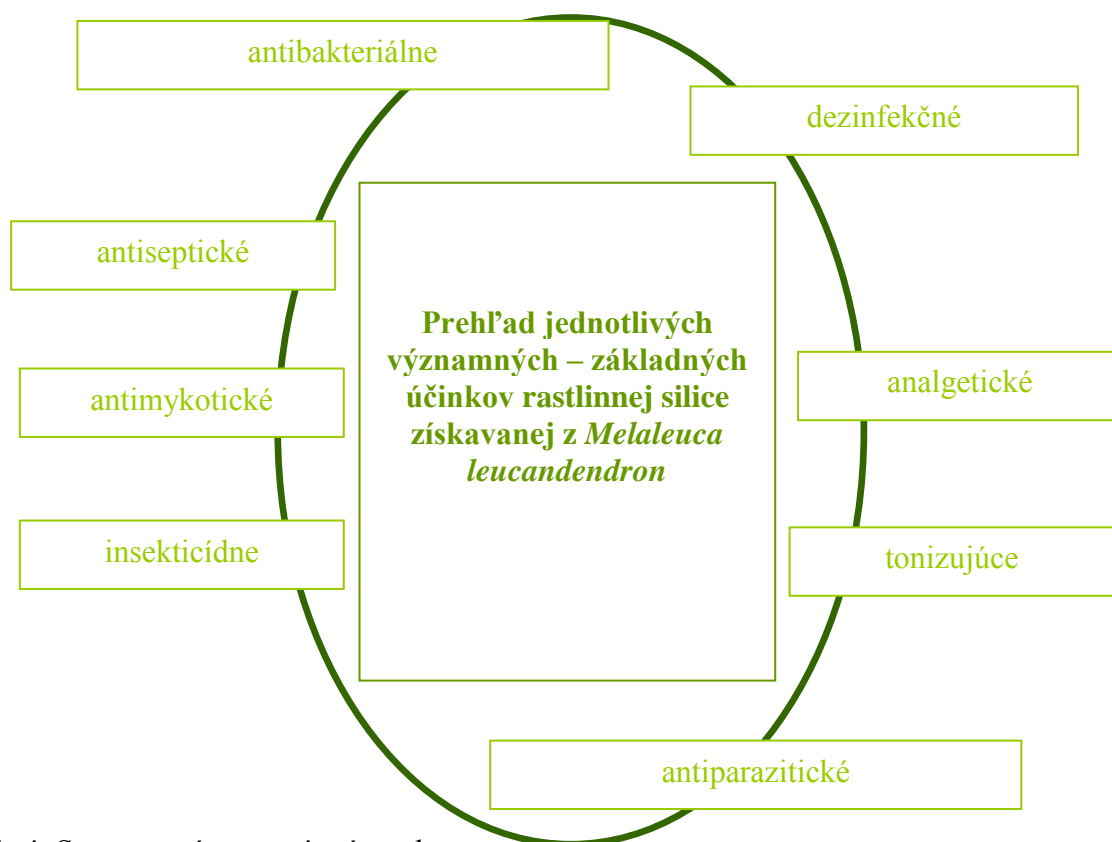 antibakteriálne
dezinfekčné
antiseptické
Prehľad jednotlivých
významných – základných
účinkov rastlinnej silice
získavanej z Melaleuca
leucandendron
antimykotické
analgetické
insekticídne
tonizujúce
antiparazitické